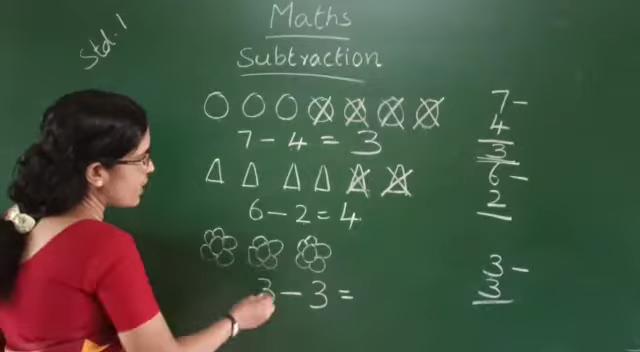 Std. 1
Maths
Subtraction
7 - 4 = 3
6 - 2 = 4
3 - 3 =
7 -
4
3
6 -
2
3 -
3